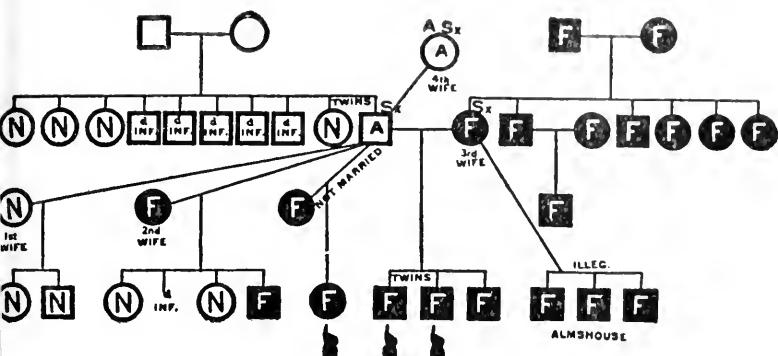 A Sx
F F
A
4th
WIFE
TWINS Sx Sx
N N N d INF. d INF. d INF. d INF. d INF. N A F F F F F F F
3rd
WIFE
NOT MARRIED
F
N F F
1st
WIFE
2nd
WIFE
ILLEG.
TWINS
N N N d INF. N F F F F F F F F
ALMSHOUSE